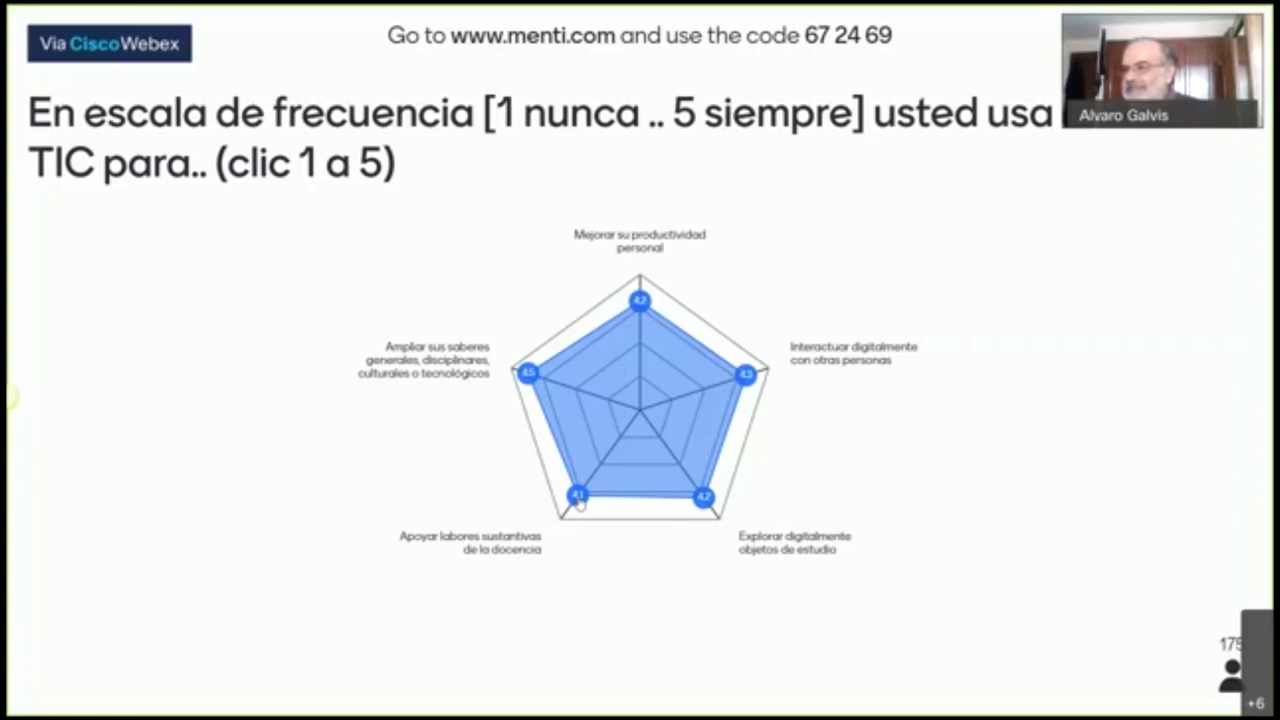 Via CiscoWebex
Go to www.menti.com and use the code 67 24 69
Alvaro Galvis
En escala de frecuencia [1 nunca .. 5 siempre] usted usa
TIC para.. (clic 1 a 5)
Mejorar su productividad
personal
4.2
Ampliar sus saberes
generales, disciplinares,
culturales o tecnológicos
4.5
Interactuar digitalmente
con otras personas
4.3
4.1
4.2
Apoyar labores sustantivas
de la docencia
Explorar digitalmente
objetos de estudio
+6